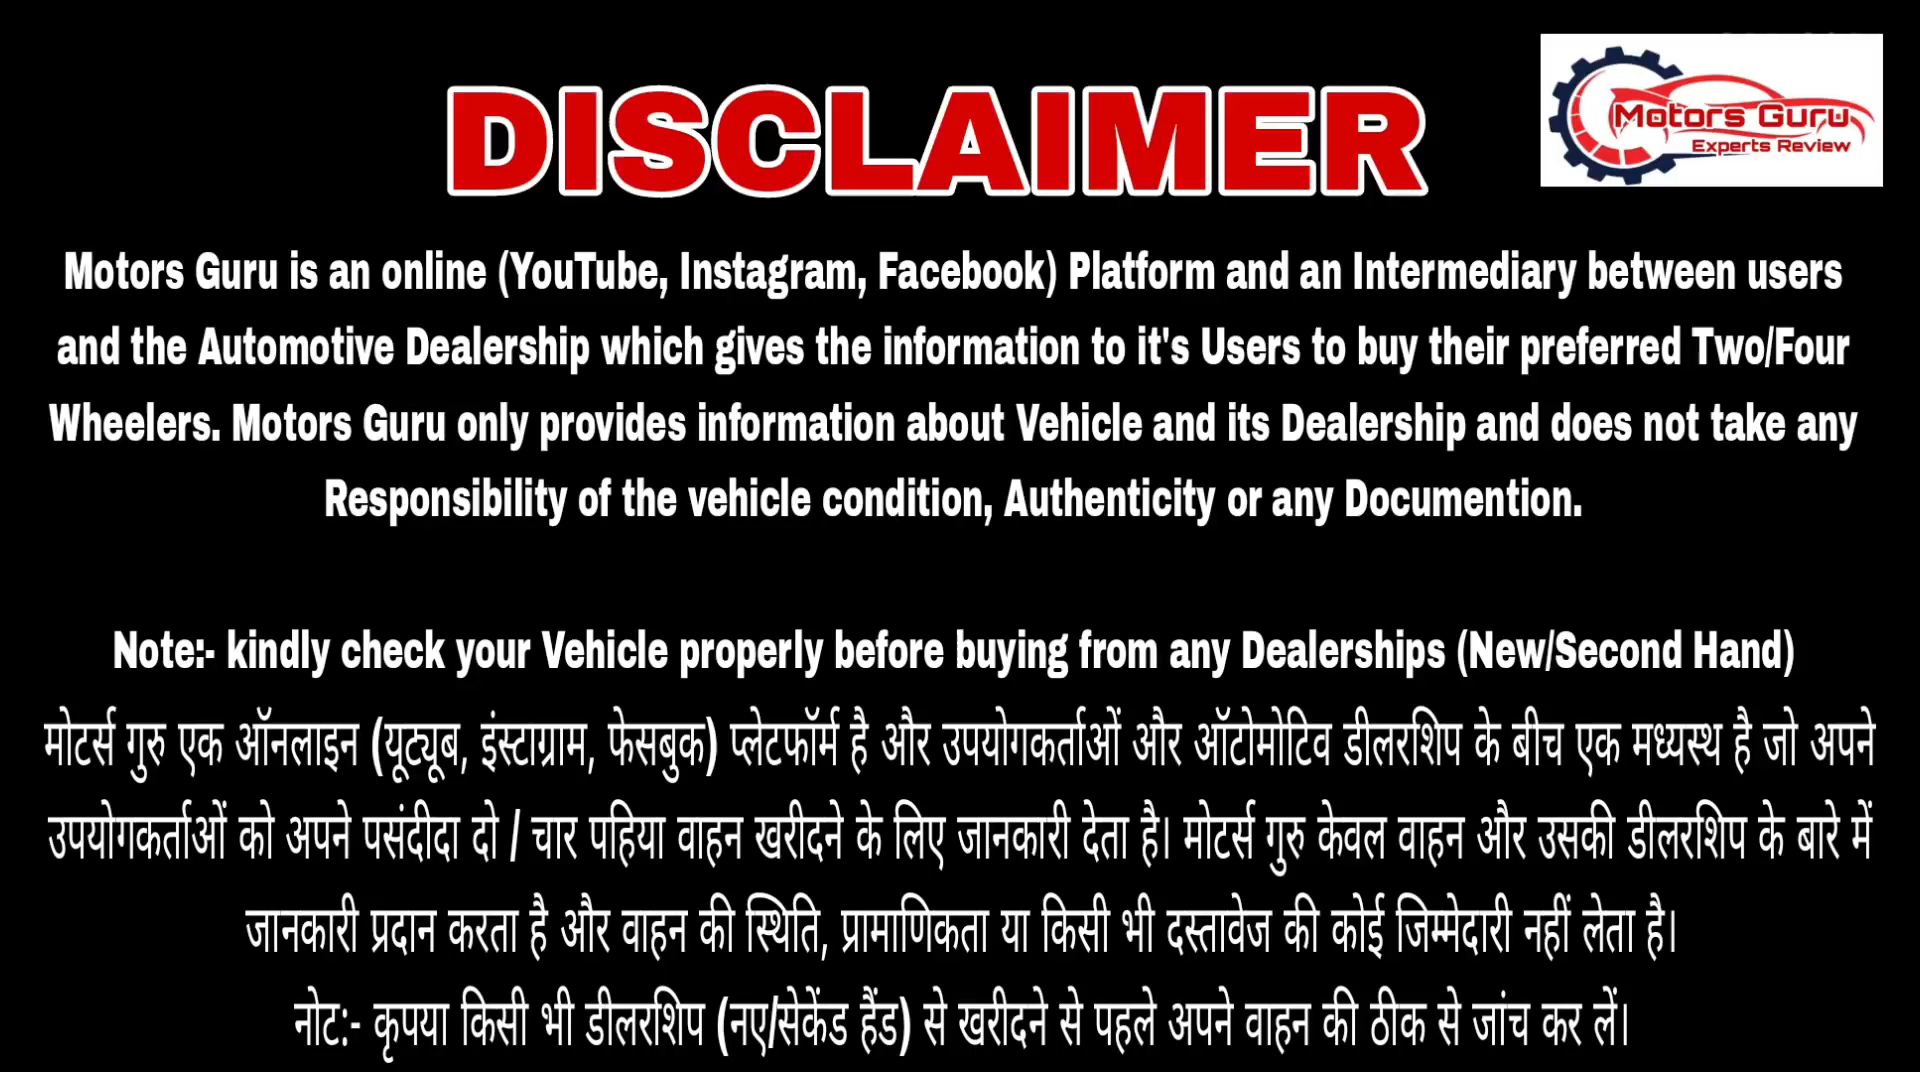 DISCLAIMER
Motors Guru
Experts Review
Motors Guru is an online (YouTube, Instagram, Facebook) Platform and an Intermediary between users
and the Automotive Dealership which gives the information to it's Users to buy their preferred Two/Four
Wheelers. Motors Guru only provides information about Vehicle and its Dealership and does not take any
Responsibility of the vehicle condition, Authenticity or any Documention.
Note:- kindly check your Vehicle properly before buying from any Dealerships (New/Second Hand)
मोटर्स गुरु एक ऑनलाइन (यूट्यूब, इंस्टाग्राम, फेसबुक) प्लेटफॉर्म है और उपयोगकर्ताओं और ऑटोमोटिव डीलरशिप के बीच एक मध्यस्थ है जो अपने
उपयोगकर्ताओं को अपने पसंदीदा दो / चार पहिया वाहन खरीदने के लिए जानकारी देता है। मोटर्स गुरु केवल वाहन और उसकी डीलरशिप के बारे में
जानकारी प्रदान करता है और वाहन की स्थिति, प्रामाणिकता या किसी भी दस्तावेज की कोई जिम्मेदारी नहीं लेता है।
नोट:- कृपया किसी भी डीलरशिप (नए/सेकेंड हैंड) से खरीदने से पहले अपने वाहन की ठीक से जांच कर लें।